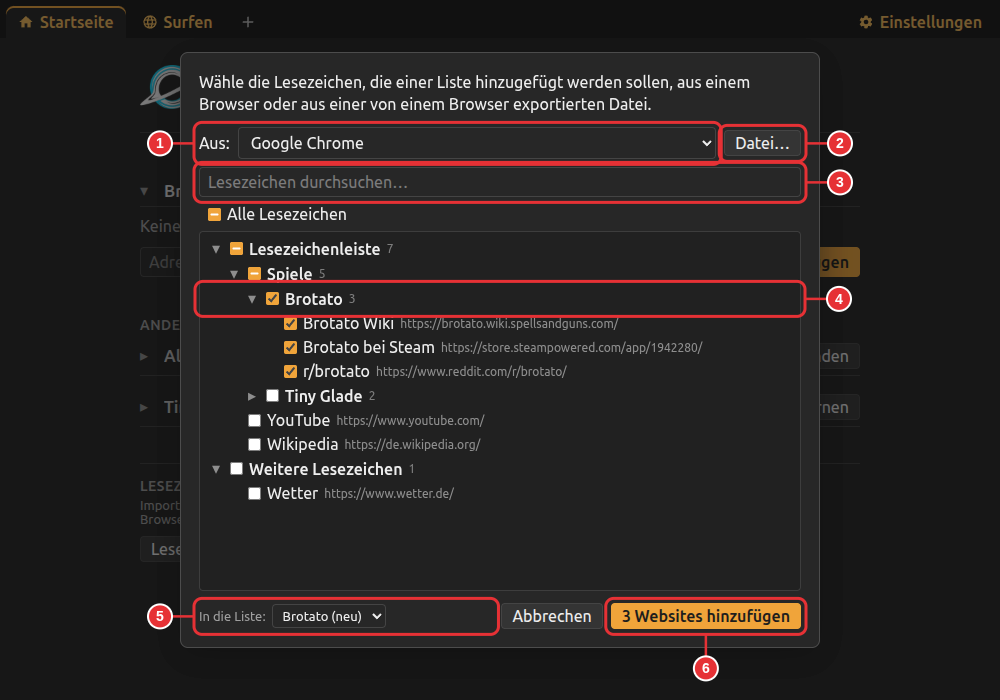 Startseite
Surfen
+
Einstellungen
Wähle die Lesezeichen, die einer Liste hinzugefügt werden sollen, aus einem
Browser oder aus einer von einem Browser exportierten Datei.
1
Aus:
Google Chrome
Datei…
2
Lesezeichen durchsuchen…
3
Alle Lesezeichen
Lesezeichenleiste 7
Spiele 5
Brotato 3
4
Brotato Wiki https://brotato.wiki.spellsandguns.com/
Brotato bei Steam https://store.steampowered.com/app/1942280/
r/brotato https://www.reddit.com/r/brotato/
Tiny Glade 2
YouTube https://www.youtube.com/
Wikipedia https://de.wikipedia.org/
Weitere Lesezeichen 1
Wetter https://www.wetter.de/
5
In die Liste:
Brotato (neu)
Abbrechen
3 Websites hinzufügen
6
Keine